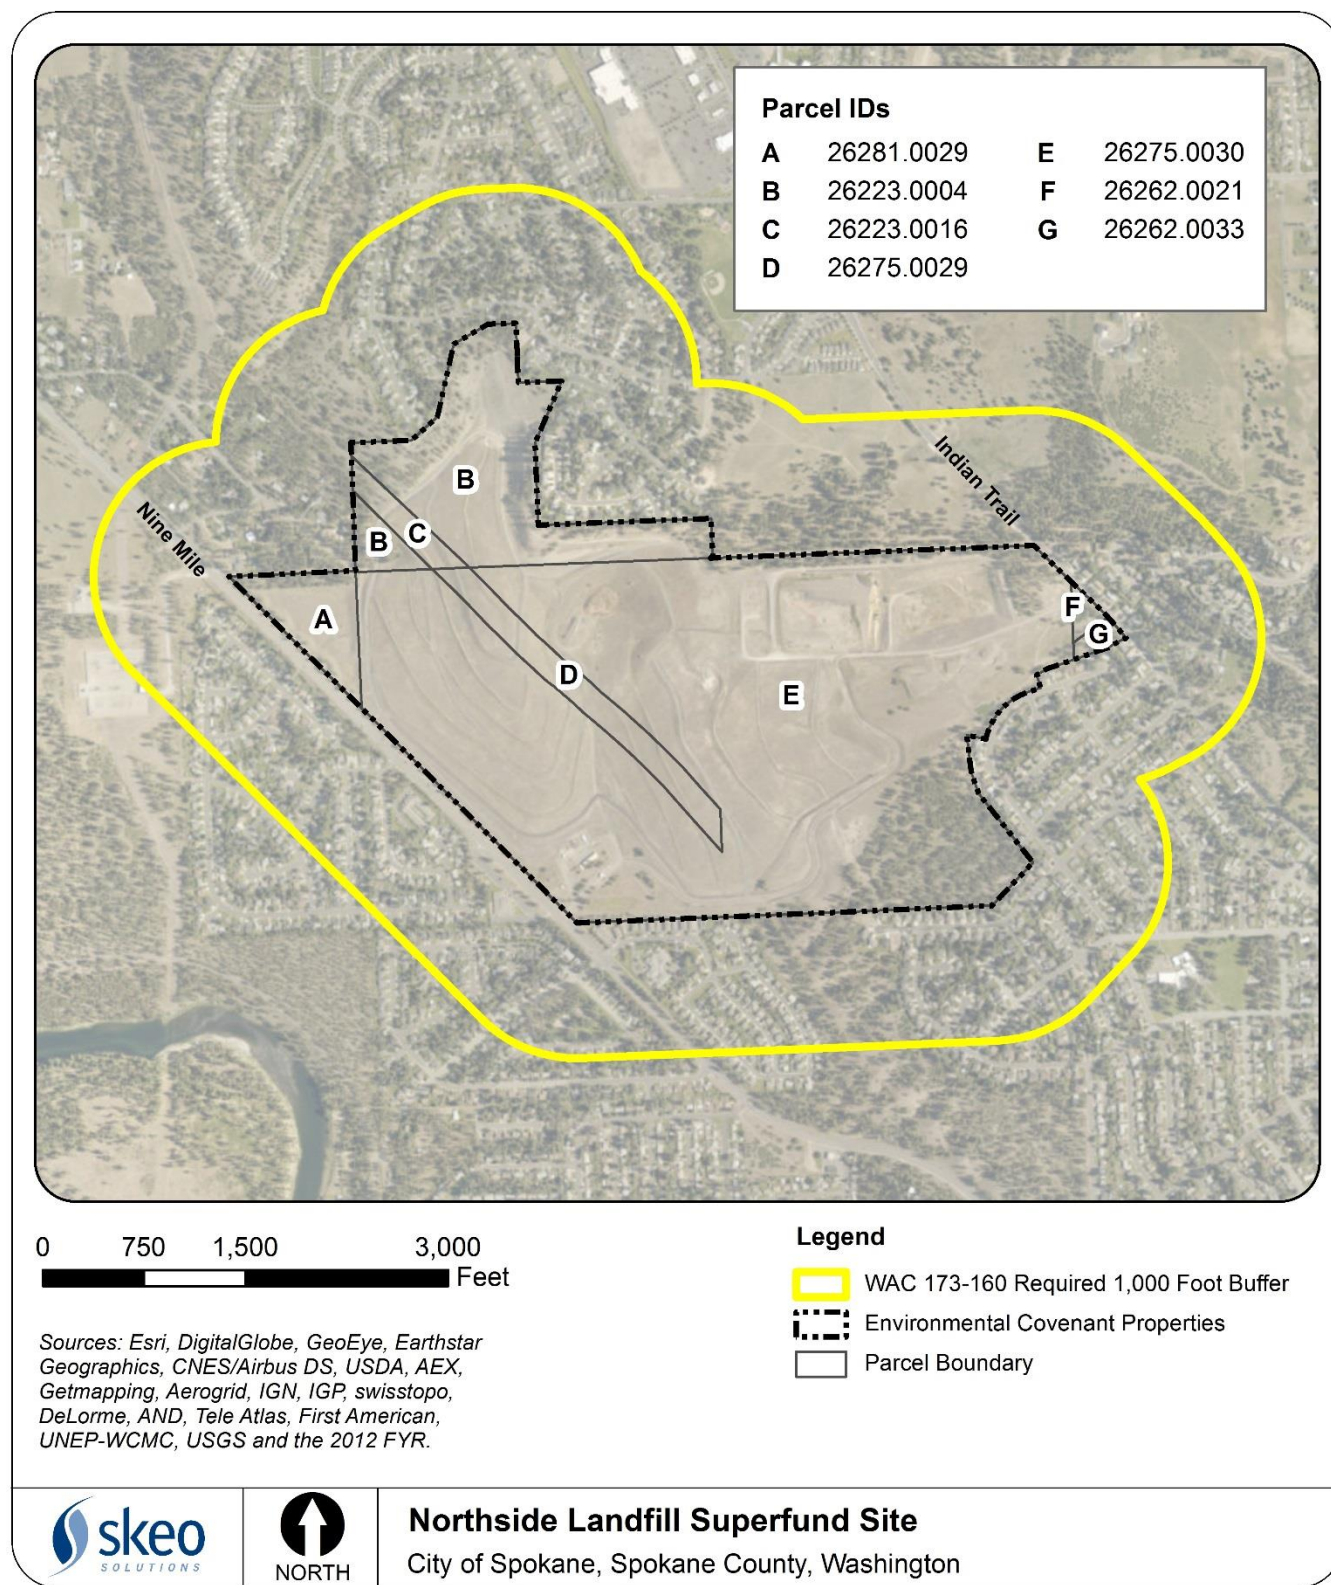 Parcel IDs
A 26281.0029 E 26275.0030
B 26223.0004 F 26262.0021
C 26223.0016 G 26262.0033
D 26275.0029
Indian Trail
B
Nine Mile
C
B
F
A
G
D
E
0 750 1,500 3,000
Feet
Sources: Esri, DigitalGlobe, GeoEye, Earthstar
Geographics, CNES/Airbus DS, USDA, AEX,
Getmapping, Aerogrid, IGN, IGP, swisstopo,
DeLorme, AND, Tele Atlas, First American,
UNEP-WCMC, USGS and the 2012 FYR.
Legend
WAC 173-160 Required 1,000 Foot Buffer
Environmental Covenant Properties
Parcel Boundary
skeo
SOLUTIONS
NORTH
Northside Landfill Superfund Site
City of Spokane, Spokane County, Washington